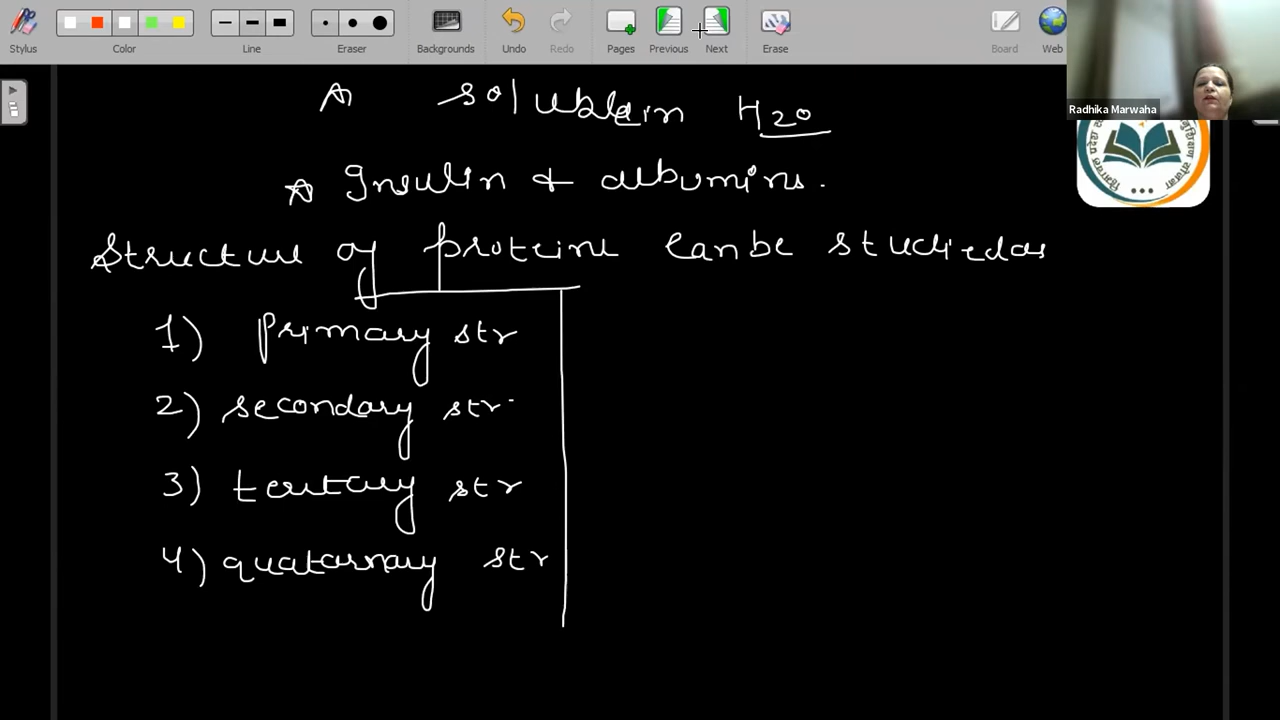 Stylus Color Line Eraser Backgrounds Undo Redo Pages Previous Next Erase Board Web
Radhika Marwaha
soluble in H2O
Insulin & albumins.
Structure of proteins can be studied as
1) primary str
2) secondary str
3) tertiary str
4) quatarnary str